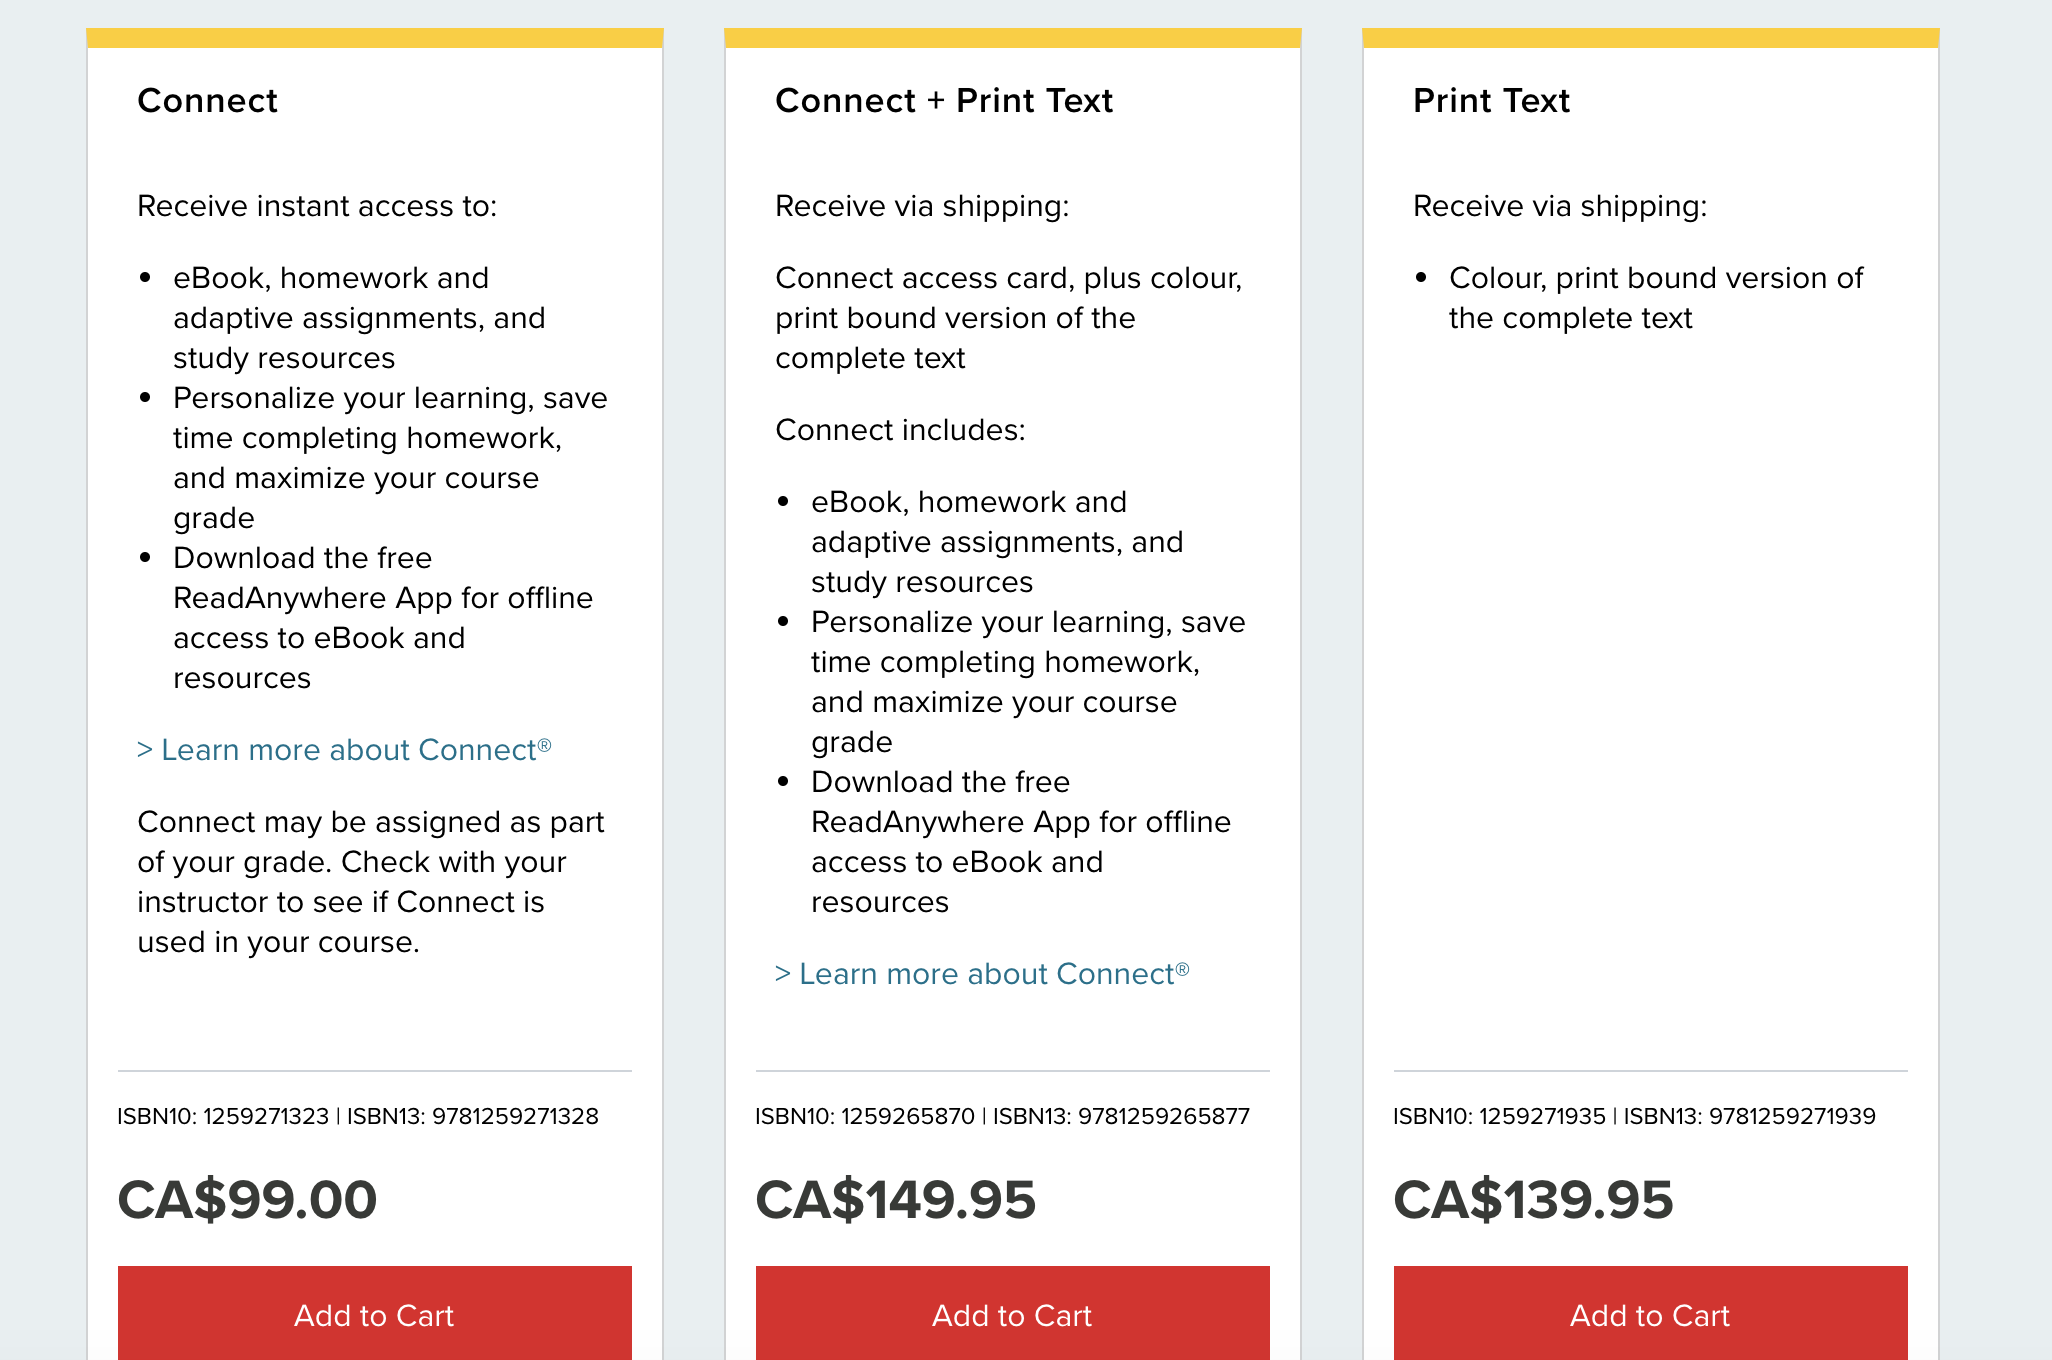 Connect
Receive instant access to:
• eBook, homework and
adaptive assignments, and
study resources
• Personalize your learning, save
time completing homework,
and maximize your course
grade
• Download the free
ReadAnywhere App for offline
access to eBook and
resources
> Learn more about Connect®
Connect may be assigned as part
of your grade. Check with your
instructor to see if Connect is
used in your course.
ISBN10: 1259271323 | ISBN13: 9781259271328
CA$99.00
Add to Cart
Connect + Print Text
Receive via shipping:
Connect access card, plus colour,
print bound version of the
complete text
Connect includes:
• eBook, homework and
adaptive assignments, and
study resources
• Personalize your learning, save
time completing homework,
and maximize your course
grade
• Download the free
ReadAnywhere App for offline
access to eBook and
resources
> Learn more about Connect®
ISBN10: 1259265870 | ISBN13: 9781259265877
CA$149.95
Add to Cart
Print Text
Receive via shipping:
• Colour, print bound version of
the complete text
ISBN10: 1259271935 | ISBN13: 9781259271939
CA$139.95
Add to Cart